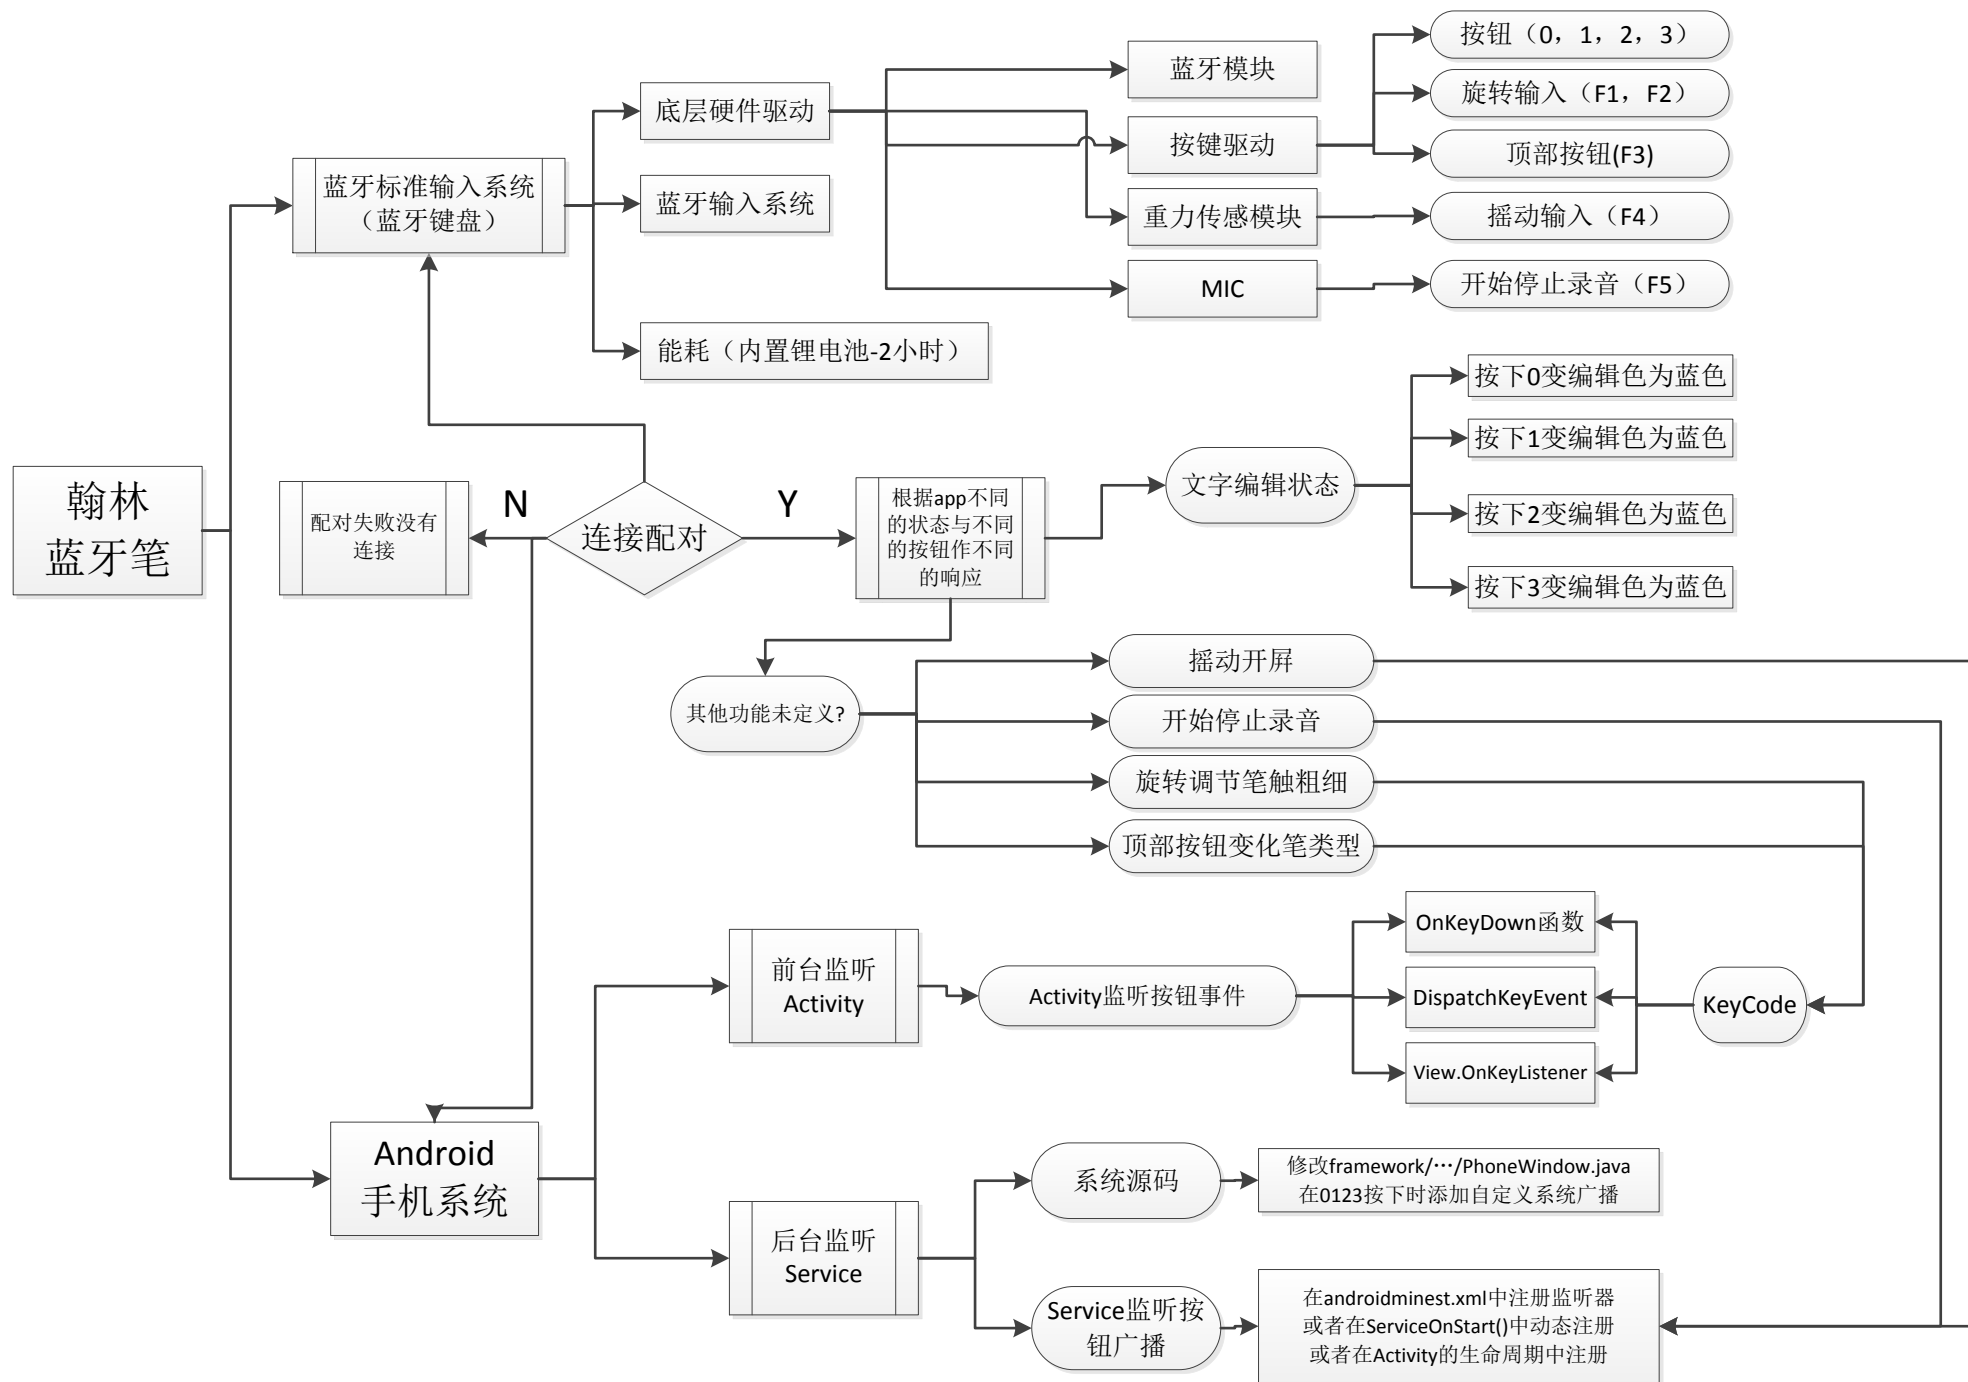 按钮（0，1，2，3）
蓝牙模块
旋转输入（F1，F2）
底层硬件驱动
按键驱动
顶部按钮(F3)
蓝牙标准输入系统
（蓝牙键盘）
蓝牙输入系统
重力传感模块
摇动输入（F4）
MIC
开始停止录音（F5）
能耗（内置锂电池-2小时）
按下0变编辑色为蓝色
按下1变编辑色为蓝色
翰林
蓝牙笔
配对失败没有
连接
N
连接配对
Y
根据app不同
的状态与不同
的按钮作不同
的响应
文字编辑状态
按下2变编辑色为蓝色
按下3变编辑色为蓝色
摇动开屏
其他功能未定义?
开始停止录音
旋转调节笔触粗细
顶部按钮变化笔类型
OnKeyDown函数
前台监听
Activity
Activity监听按钮事件
DispatchKeyEvent
KeyCode
View.OnKeyListener
Android
手机系统
系统源码
修改framework/…/PhoneWindow.java
在0123按下时添加自定义系统广播
后台监听
Service
Service监听按
钮广播
在androidminest.xml中注册监听器
或者在ServiceOnStart()中动态注册
或者在Activity的生命周期中注册